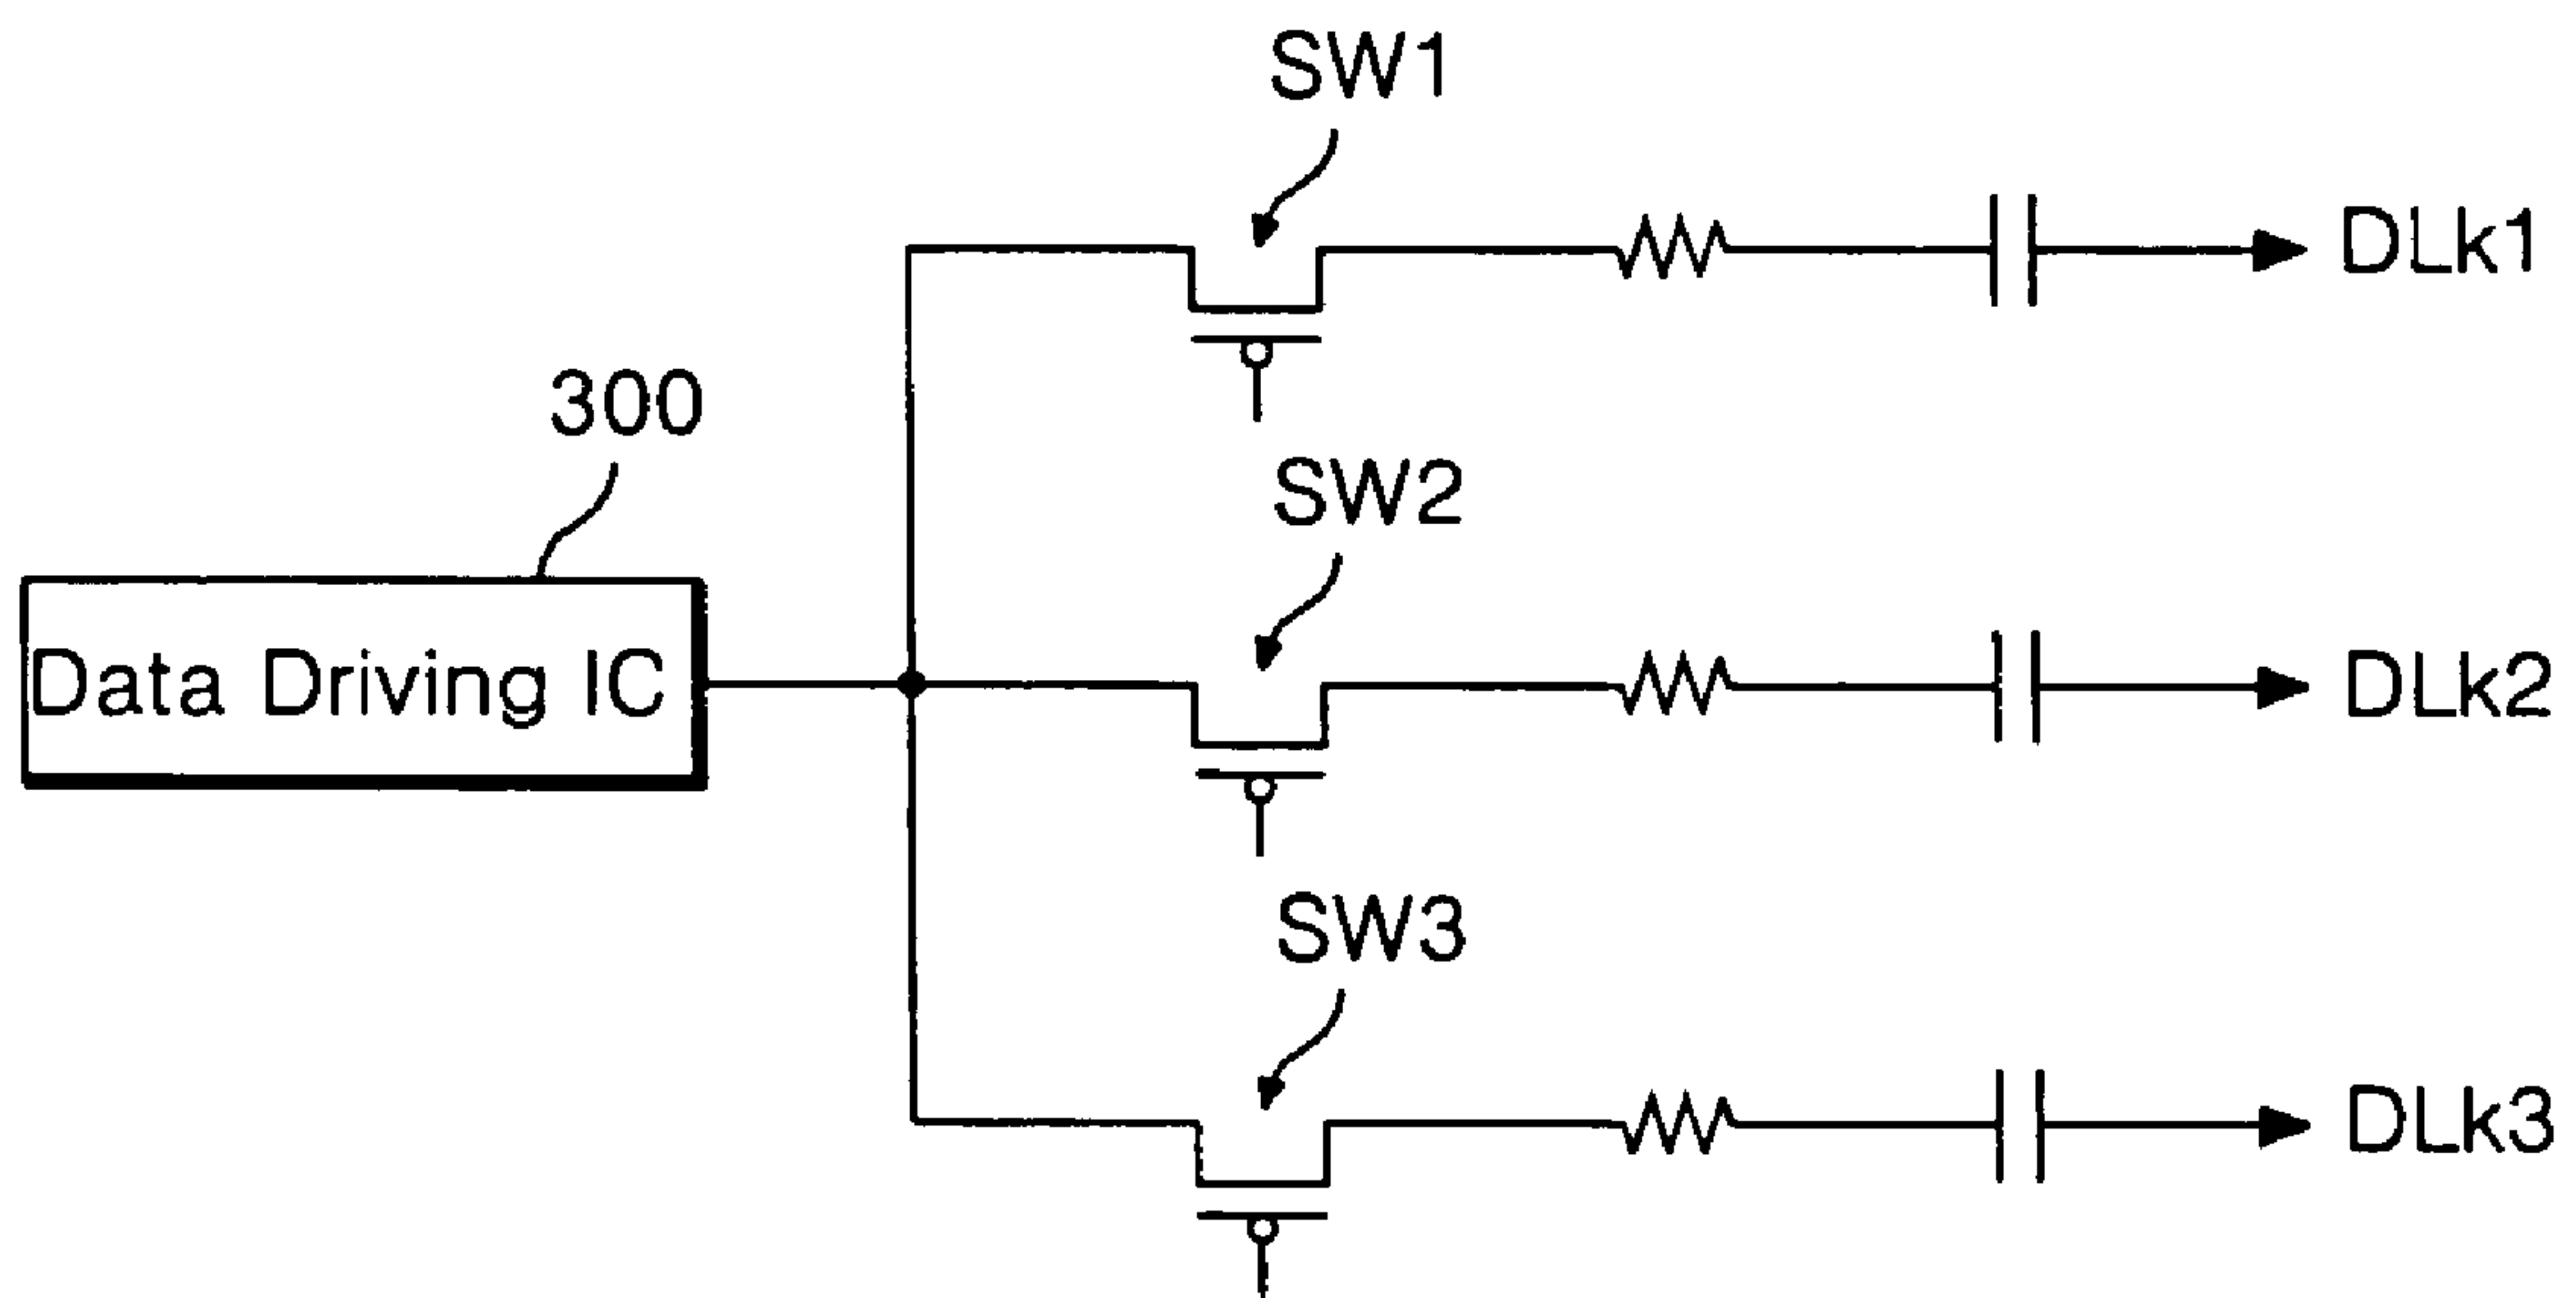 SW1
DLk1
300
SW2
Data Driving IC
DLk2
SW3
DLk3